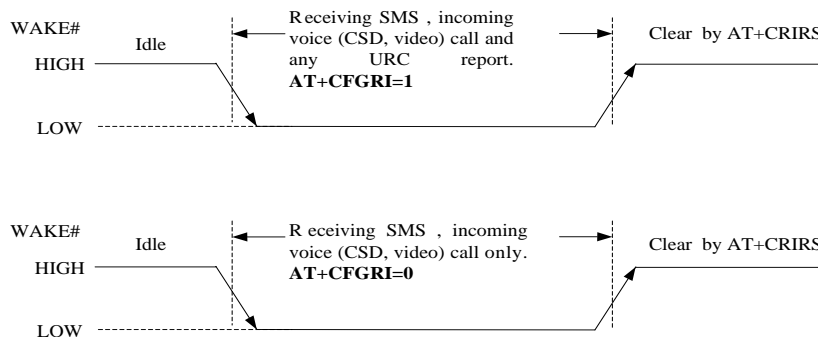 WAKE#
Idle
Receiving SMS , incoming
voice (CSD, video) call and
any URC report.
AT+CFGRI=1
Clear by AT+CRIRS
HIGH
LOW
WAKE#
Idle
Receiving SMS , incoming
voice (CSD, video) call only.
AT+CFGRI=0
Clear by AT+CRIRS
HIGH
LOW